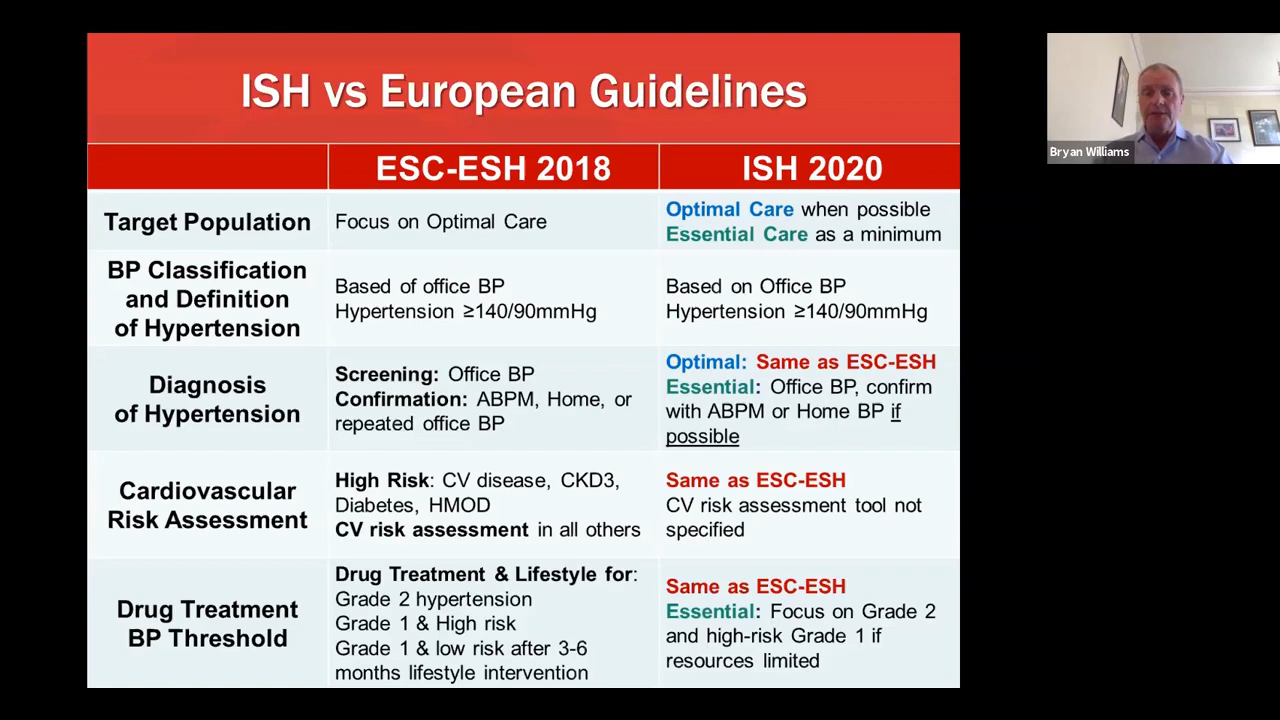 ISH vs European Guidelines
ESC-ESH 2018
ISH 2020
Target Population
Focus on Optimal Care
Optimal Care when possible
Essential Care as a minimum
BP Classification
and Definition
of Hypertension
Based of office BP
Hypertension ≥140/90mmHg
Based on Office BP
Hypertension ≥140/90mmHg
Diagnosis
of Hypertension
Screening: Office BP
Confirmation: ABPM, Home, or
repeated office BP
Optimal: Same as ESC-ESH
Essential: Office BP, confirm
with ABPM or Home BP if
possible
Cardiovascular
Risk Assessment
High Risk: CV disease, CKD3,
Diabetes, HMOD
CV risk assessment in all others
Same as ESC-ESH
CV risk assessment tool not
specified
Drug Treatment
BP Threshold
Drug Treatment & Lifestyle for:
Grade 2 hypertension
Grade 1 & High risk
Grade 1 & low risk after 3-6
months lifestyle intervention
Same as ESC-ESH
Essential: Focus on Grade 2
and high-risk Grade 1 if
resources limited
Bryan Williams